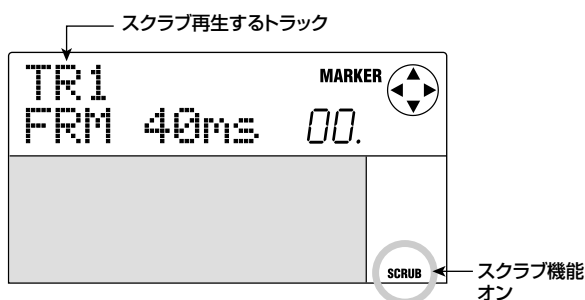 スクラブ再生するトラック
TR1
MARKER
FRM 40ms 00.
SCRUB
スクラブ機能
オン